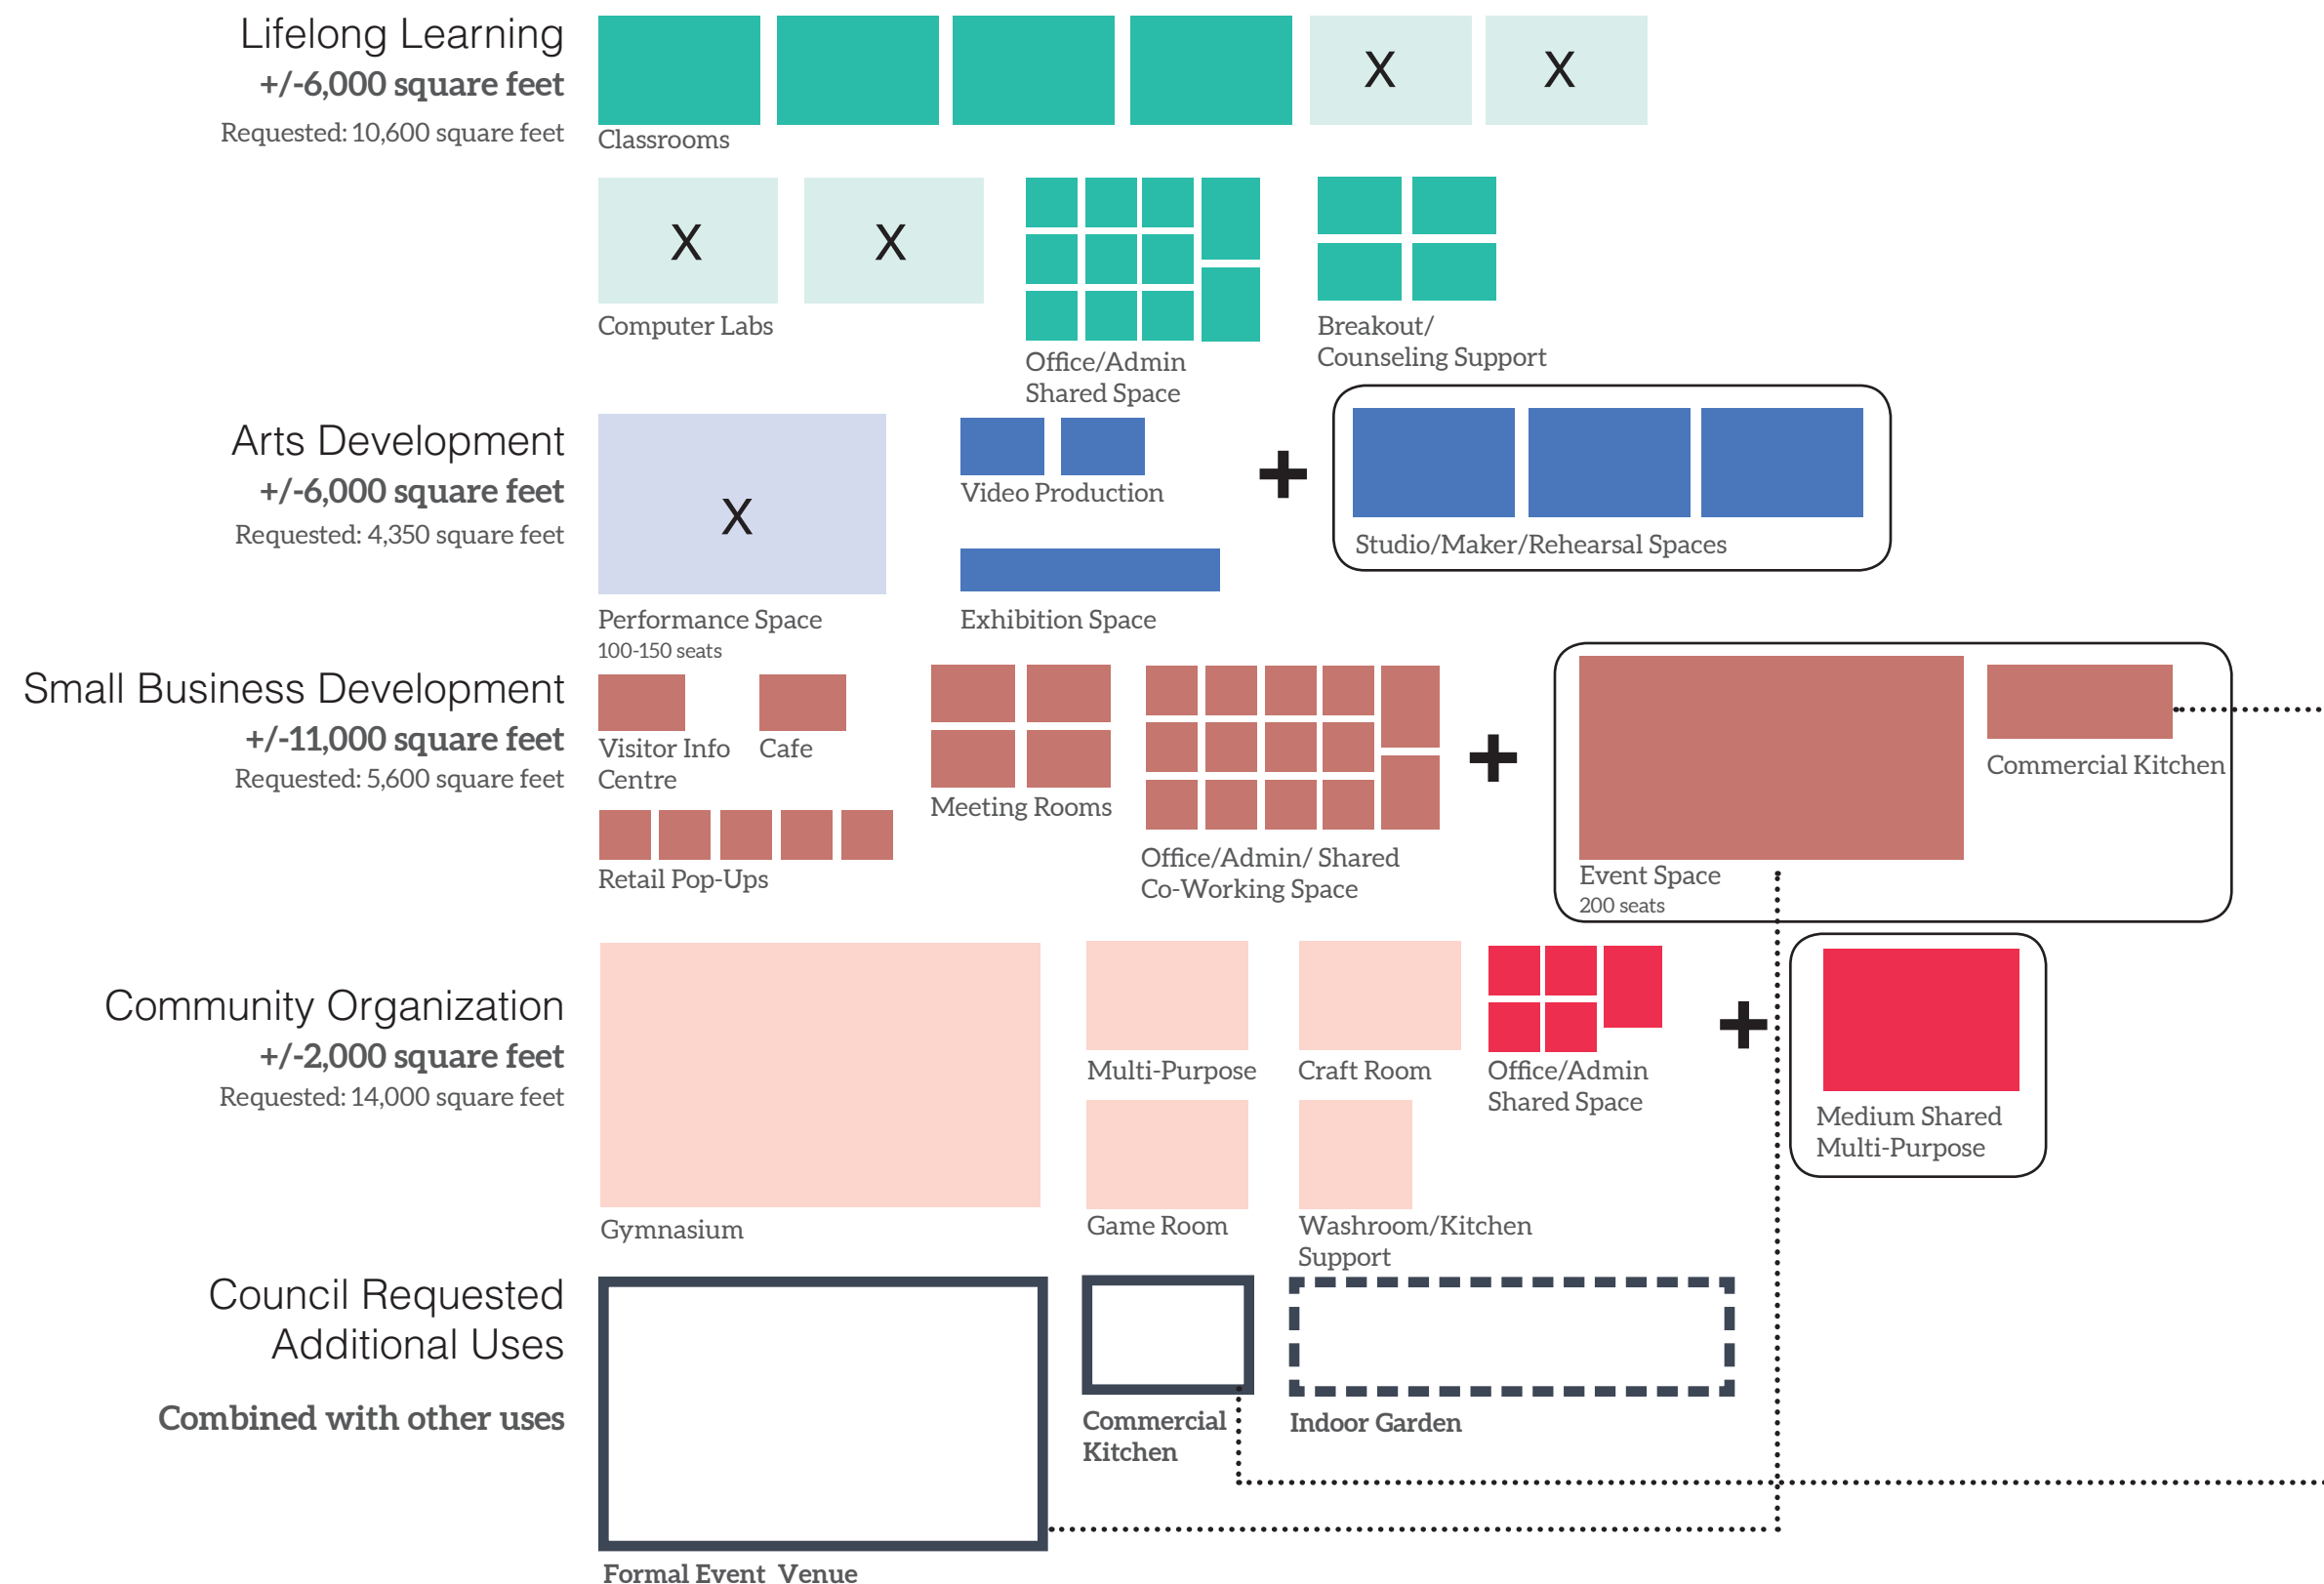 Lifelong Learning
+/-6,000 square feet
Requested: 10,600 square feet
Classrooms
X
X
X
X
Computer Labs
Office/Admin
Shared Space
Breakout/
Counseling Support
Arts Development
+/-6,000 square feet
Requested: 4,350 square feet
X
Performance Space
100-150 seats
Video Production
Exhibition Space
+
Studio/Maker/Rehearsal Spaces
Small Business Development
+/-11,000 square feet
Requested: 5,600 square feet
Visitor Info
Centre
Cafe
Retail Pop-Ups
Meeting Rooms
Office/Admin/ Shared
Co-Working Space
+
Event Space
200 seats
Commercial Kitchen
Community Organization
+/-2,000 square feet
Requested: 14,000 square feet
Gymnasium
Multi-Purpose
Craft Room
Game Room
Washroom/Kitchen
Support
Office/Admin
Shared Space
+
Medium Shared
Multi-Purpose
Council Requested
Additional Uses
Combined with other uses
Formal Event Venue
Commercial
Kitchen
Indoor Garden